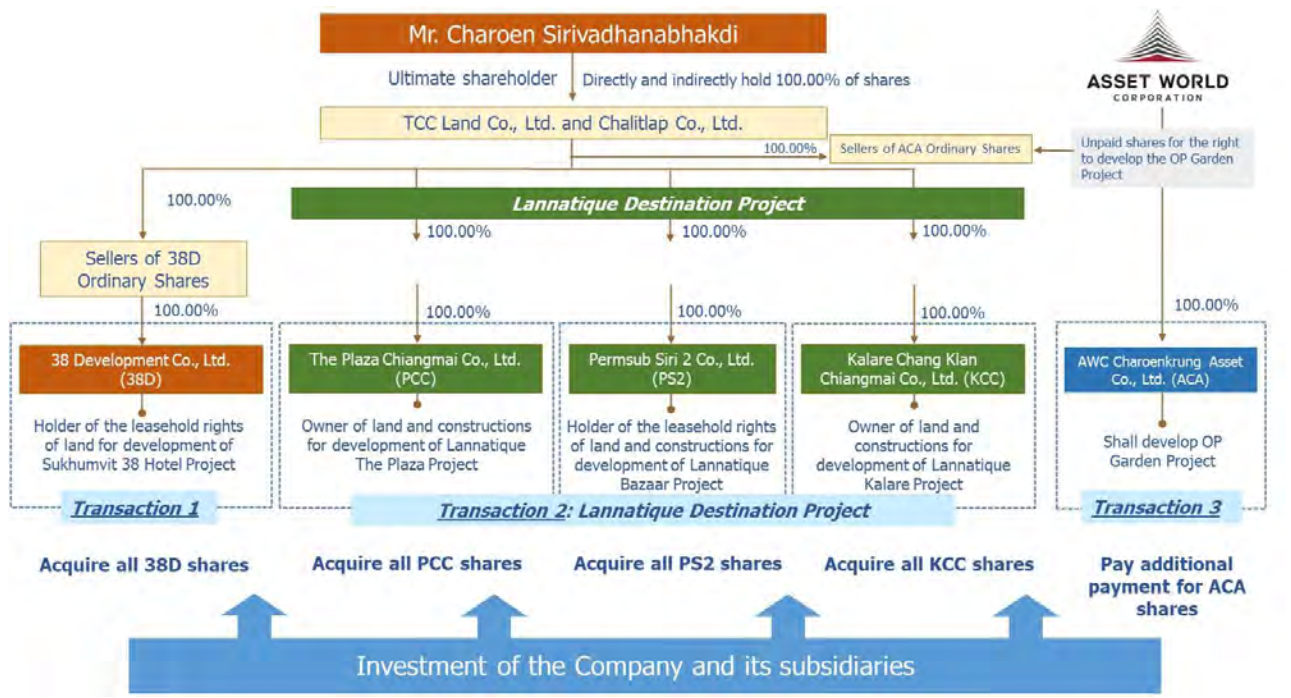 Mr. Charoen Sirivadhanabhakdi
ASSET WORLD
CORPORATION
Ultimate shareholder
Directly and indirectly hold 100.00% of shares
TCC Land Co., Ltd. and Chalitlap Co., Ltd.
100.00%
Sellers of ACA Ordinary Shares
Unpaid shares for the right
to develop the OP Garden
Project
100.00%
Lannatique Destination Project
100.00%
100.00%
100.00%
Sellers of 38D
Ordinary Shares
100.00%
100.00%
100.00%
100.00%
100.00%
38 Development Co., Ltd.
(38D)
The Plaza Chiangmai Co., Ltd.
(PCC)
Permsub Siri 2 Co., Ltd.
(PS2)
Kalare Chang Klan
Chiangmai Co., Ltd. (KCC)
AWC Charoenkrung Asset
Co., Ltd. (ACA)
Holder of the leasehold rights
of land for development of
Sukhumvit 38 Hotel Project
Owner of land and constructions
for development of Lannatique
The Plaza Project
Holder of the leasehold rights
of land and constructions for
development of Lannatique
Bazaar Project
Owner of land and
constructions for
development of Lannatique
Kalare Project
Shall develop OP
Garden Project
Transaction 1
Transaction 2: Lannatique Destination Project
Transaction 3
Acquire all 38D shares
Acquire all PCC shares
Acquire all PS2 shares
Acquire all KCC shares
Pay additional
payment for ACA
shares
Investment of the Company and its subsidiaries